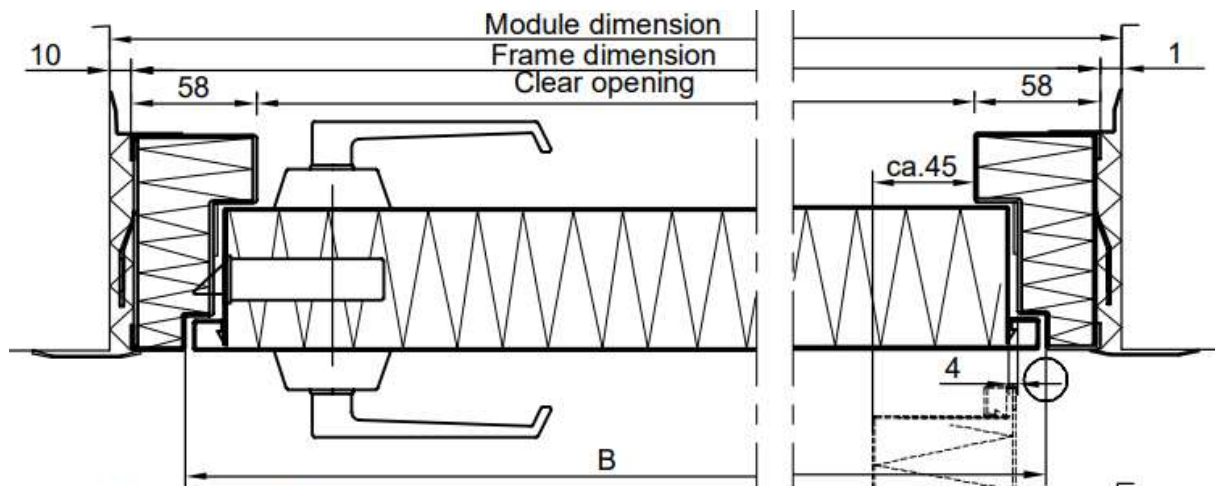 Module dimension
10 Frame dimension 1
58 Clear opening 58
ca.45
4
B